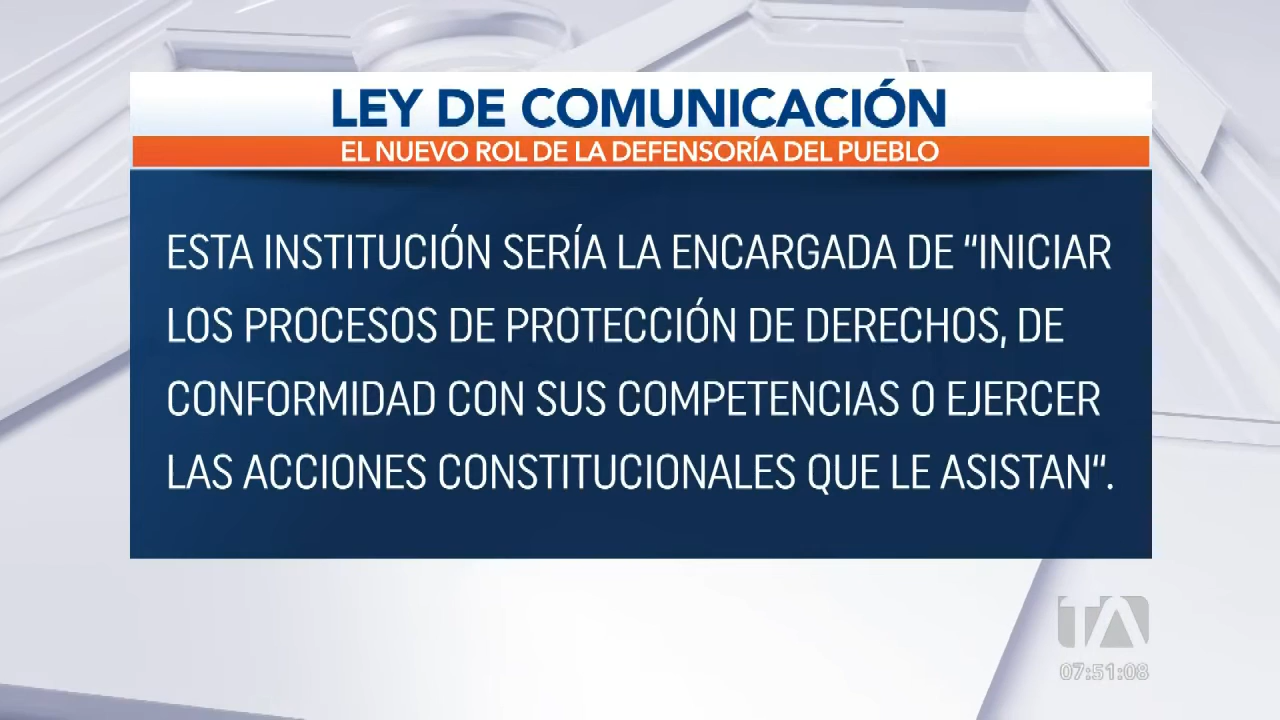 LEY DE COMUNICACIÓN
EL NUEVO ROL DE LA DEFENSORÍA DEL PUEBLO
ESTA INSTITUCIÓN SERÍA LA ENCARGADA DE “INICIAR
LOS PROCESOS DE PROTECCIÓN DE DERECHOS, DE
CONFORMIDAD CON SUS COMPETENCIAS O EJERCER
LAS ACCIONES CONSTITUCIONALES QUE LE ASISTAN“.
TA
07:51:08